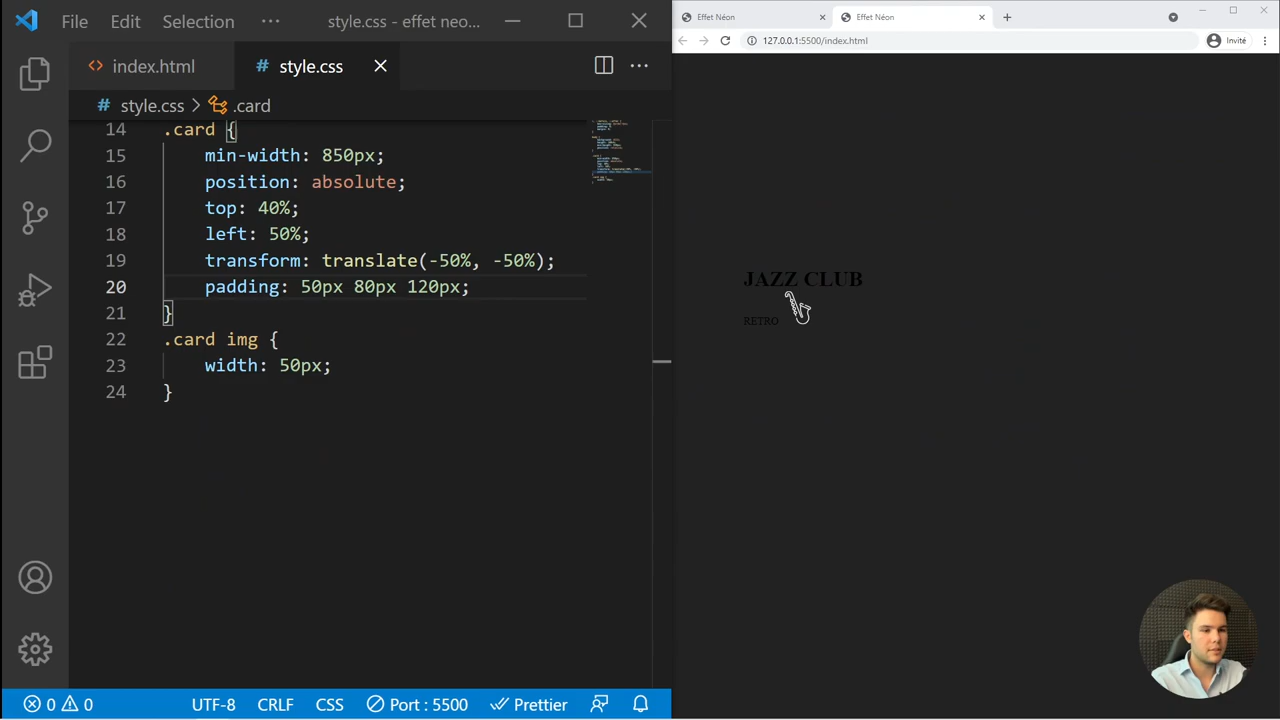 File Edit Selection ··· style.css - effet neo...
index.html # style.css
# style.css > .card
14 .card {
15 min-width: 850px;
16 position: absolute;
17 top: 40%;
18 left: 50%;
19 transform: translate(-50%, -50%);
20 padding: 50px 80px 120px;
21 }
22 .card img {
23 width: 50px;
24 }
0 0 UTF-8 CRLF CSS Port : 5500 Prettier
Effet Néon Effet Néon
127.0.0.1:5500/index.html Invité
JAZZ CLUB
RETRO